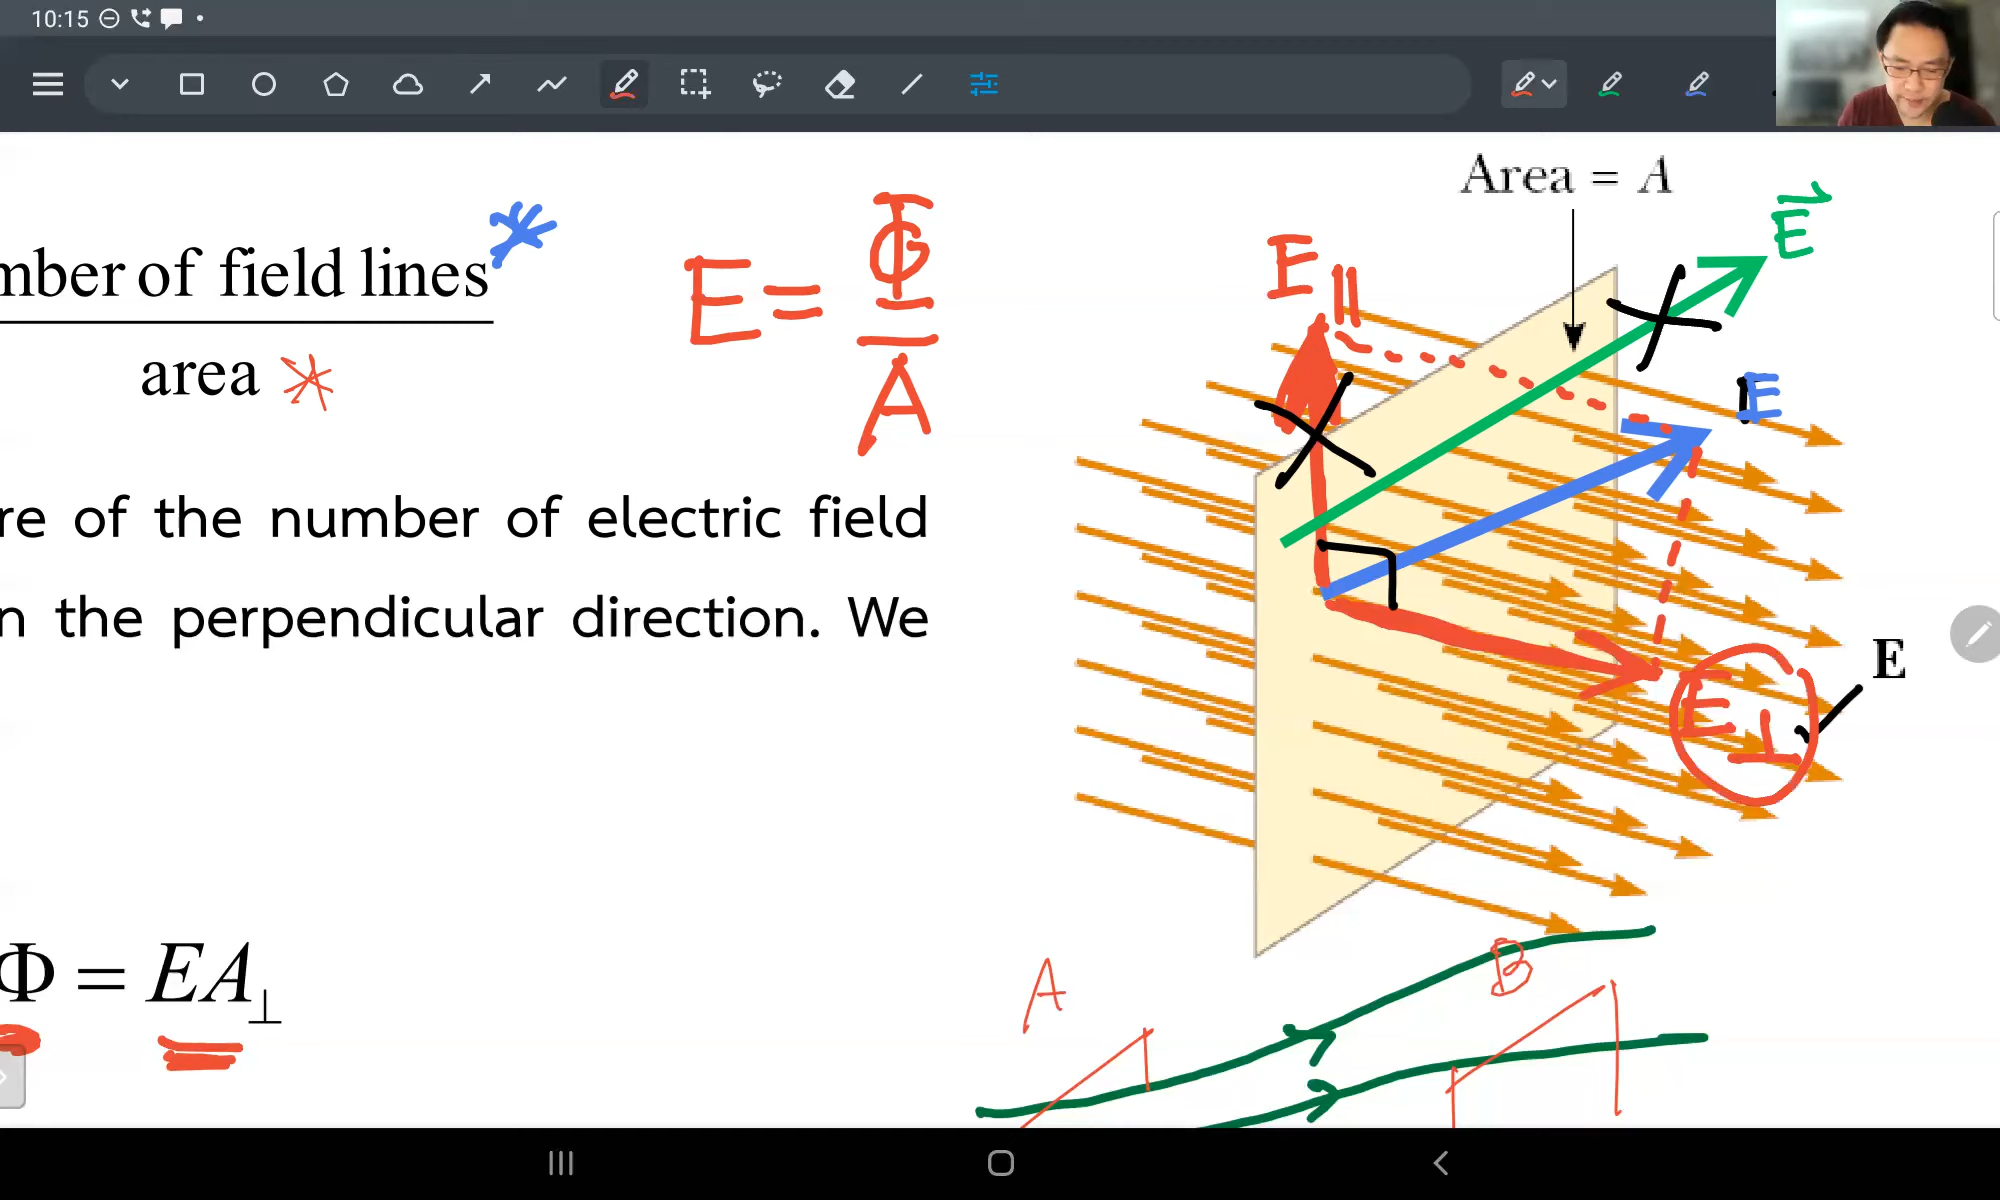 10:15
mber of field lines
area
E = Φ / A
re of the number of electric field
n the perpendicular direction. We
Φ = EA⊥
Area = A
E⃗
E∥
E
E
E⊥
A
B